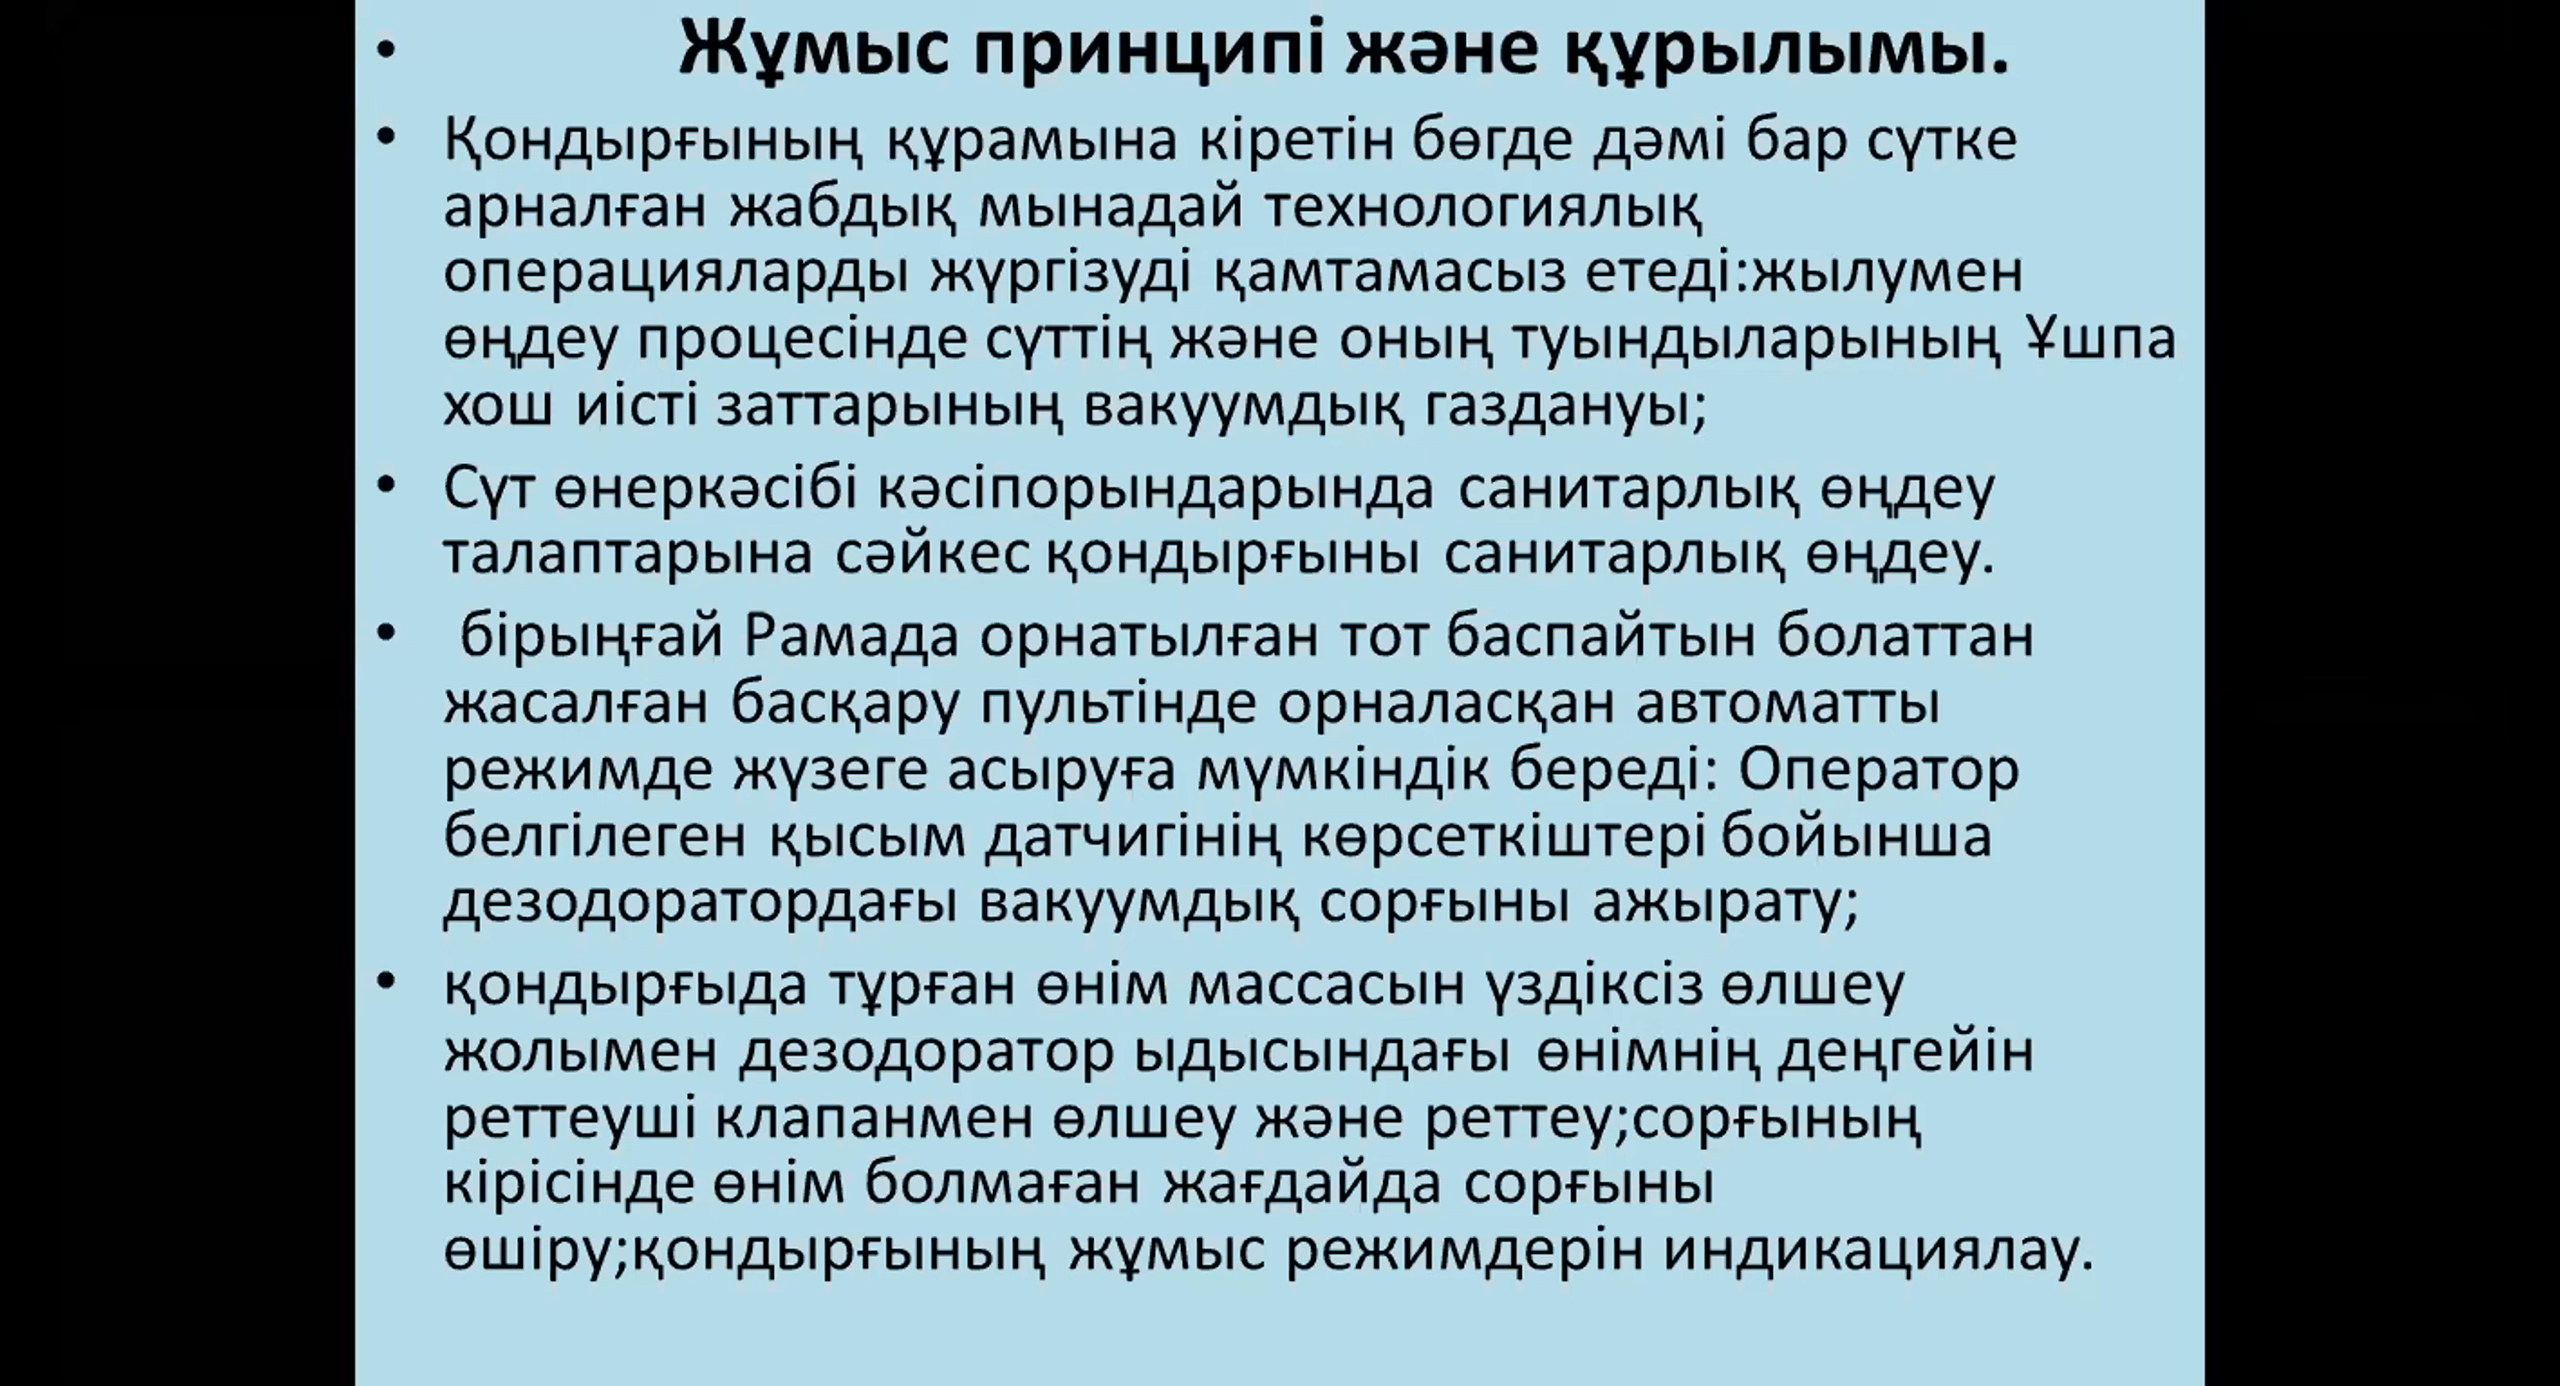 • Жұмыс принципі және құрылымы.
• Қондырғының құрамына кіретін бөгде дәмі бар сүтке
арналған жабдық мынадай технологиялық
операцияларды жүргізуді қамтамасыз етеді:жылумен
өңдеу процесінде сүттің және оның туындыларының Ұшпа
хош иісті заттарының вакуумдық газдануы;
• Сүт өнеркәсібі кәсіпорындарында санитарлық өңдеу
талаптарына сәйкес қондырғыны санитарлық өңдеу.
• бірыңғай Рамада орнатылған тот баспайтын болаттан
жасалған басқару пультінде орналасқан автоматты
режимде жүзеге асыруға мүмкіндік береді: Оператор
белгілеген қысым датчигінің көрсеткіштері бойынша
дезодоратордағы вакуумдық сорғыны ажырату;
• қондырғыда тұрған өнім массасын үздіксіз өлшеу
жолымен дезодоратор ыдысындағы өнімнің деңгейін
реттеуші клапанмен өлшеу және реттеу;сорғының
кірісінде өнім болмаған жағдайда сорғыны
өшіру;қондырғының жұмыс режимдерін индикациялау.